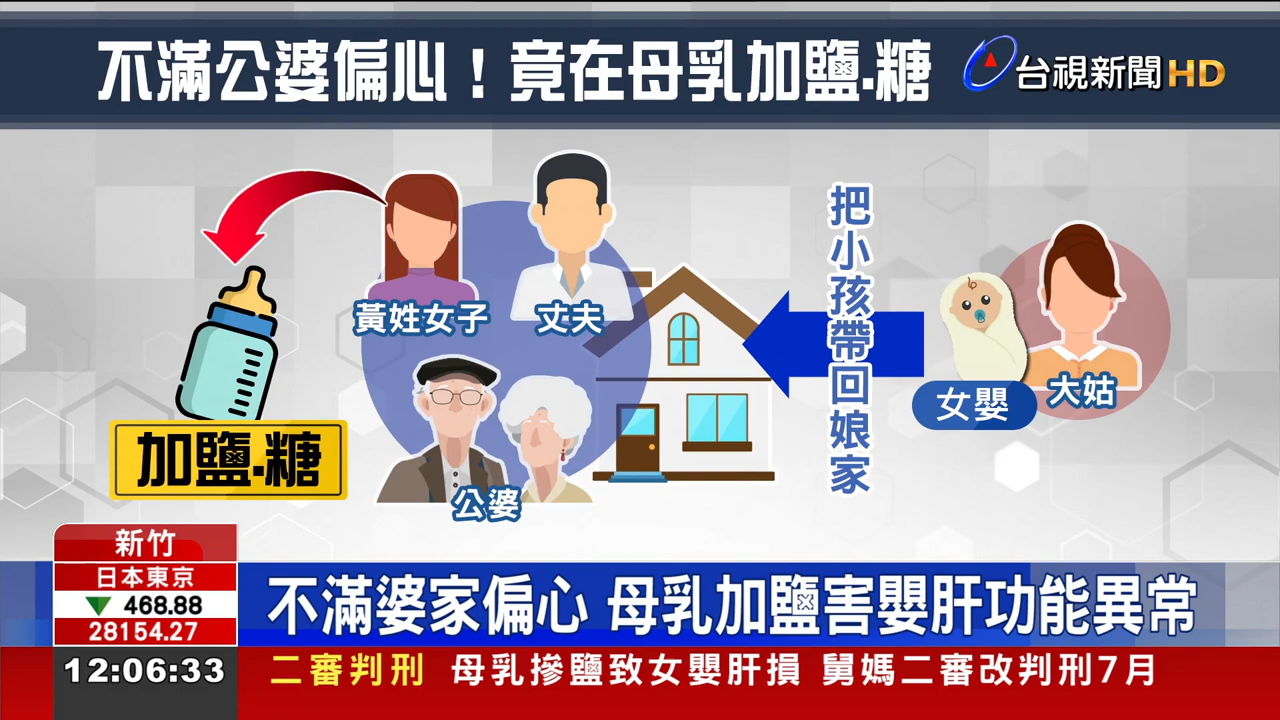 不滿公婆偏心！竟在母乳加鹽.糖
台視新聞HD
黃姓女子
丈夫
把小孩帶回娘家
女嬰
大姑
加鹽.糖
公婆
新竹
日本東京
▼ 468.88
28154.27
不滿婆家偏心 母乳加鹽害嬰肝功能異常
12:06:33
二審判刑 母乳摻鹽致女嬰肝損 舅媽二審改判刑7月